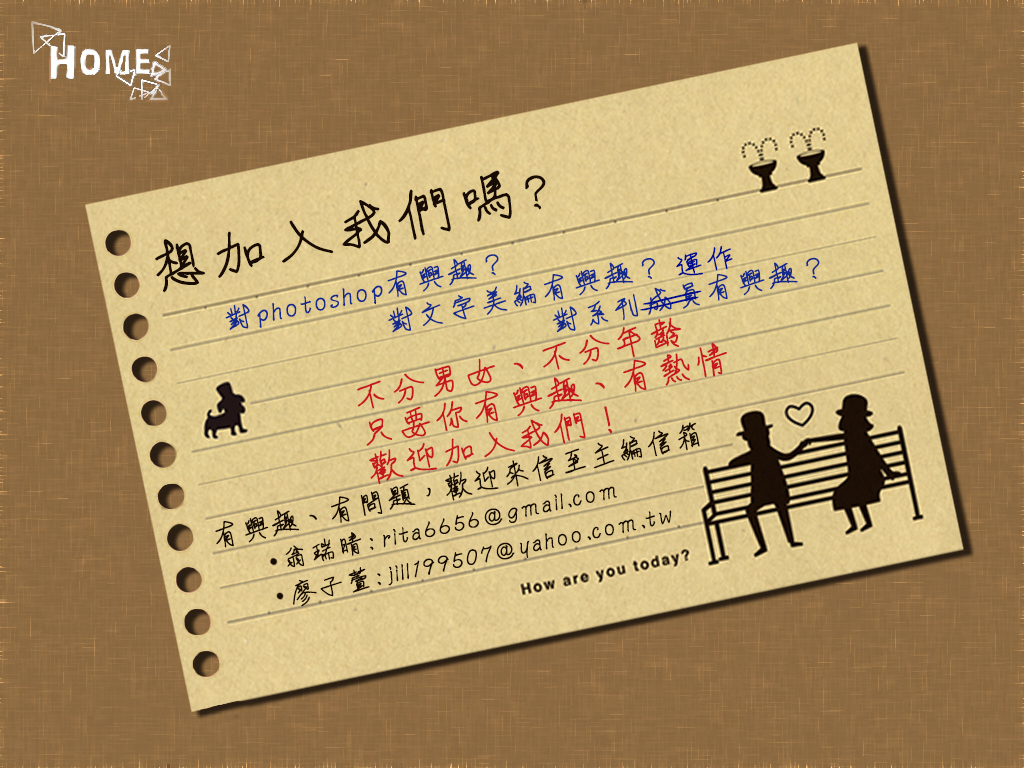 HOME
想加入我們嗎？
對photoshop有興趣？
對文字美編有興趣？
運作
對系刊成員有興趣？
不分男女、不分年齡
只要你有興趣、有熱情
歡迎加入我們！
有興趣、有問題，歡迎來信至主編信箱
•翁瑞晴：rita6656@gmail.com
•廖子萱：jill199507@yahoo.com.tw
How are you today?